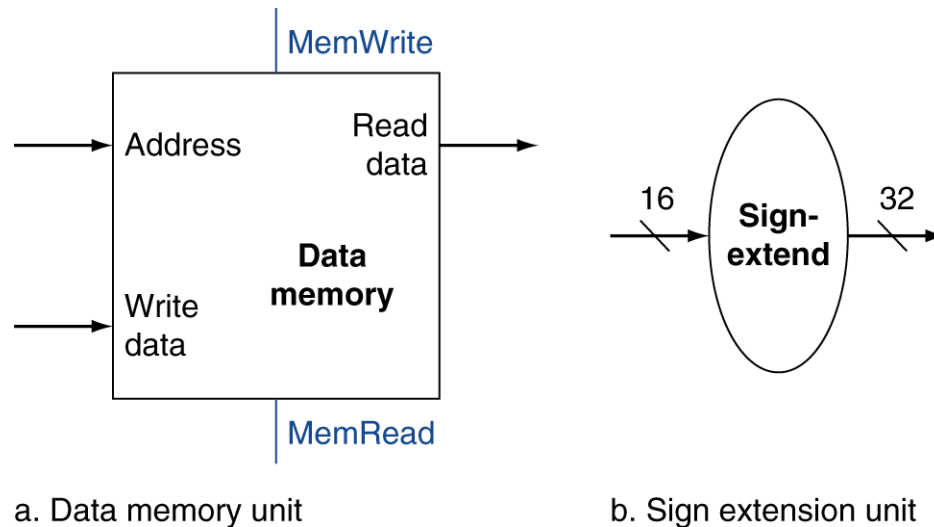 MemWrite
Address
Read
data
Data
memory
Write
data
MemRead
a. Data memory unit
16
Sign-
extend
32
b. Sign extension unit